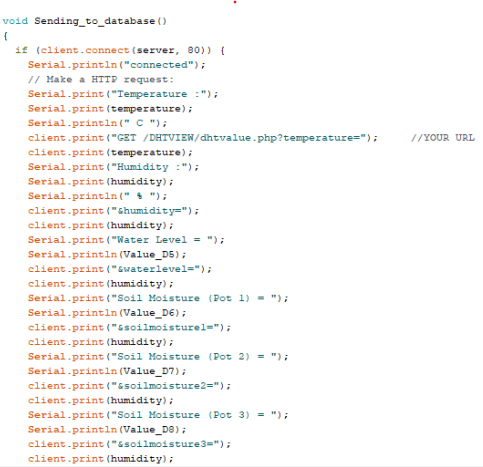 void Sending_to_database()
{
if (client.connect(server, 80)) {
Serial.println("connected");
// Make a HTTP request:
Serial.print("Temperature :");
Serial.print(temperature);
Serial.println(" C ");
client.print("GET /DHTVIEW/dhtvalue.php?temperature="); //YOUR URL
client.print(temperature);
Serial.print("Humidity :");
Serial.print(humidity);
Serial.println(" % ");
client.print("&humidity=");
client.print(humidity);
Serial.print("Water Level = ");
Serial.println(Value_D5);
client.print("&waterlevel=");
client.print(humidity);
Serial.print("Soil Moisture (Pot 1) = ");
Serial.println(Value_D6);
client.print("&soilmoisture1=");
client.print(humidity);
Serial.print("Soil Moisture (Pot 2) = ");
Serial.println(Value_D7);
client.print("&soilmoisture2=");
client.print(humidity);
Serial.print("Soil Moisture (Pot 3) = ");
Serial.println(Value_D8);
client.print("&soilmoisture3=");
client.print(humidity);